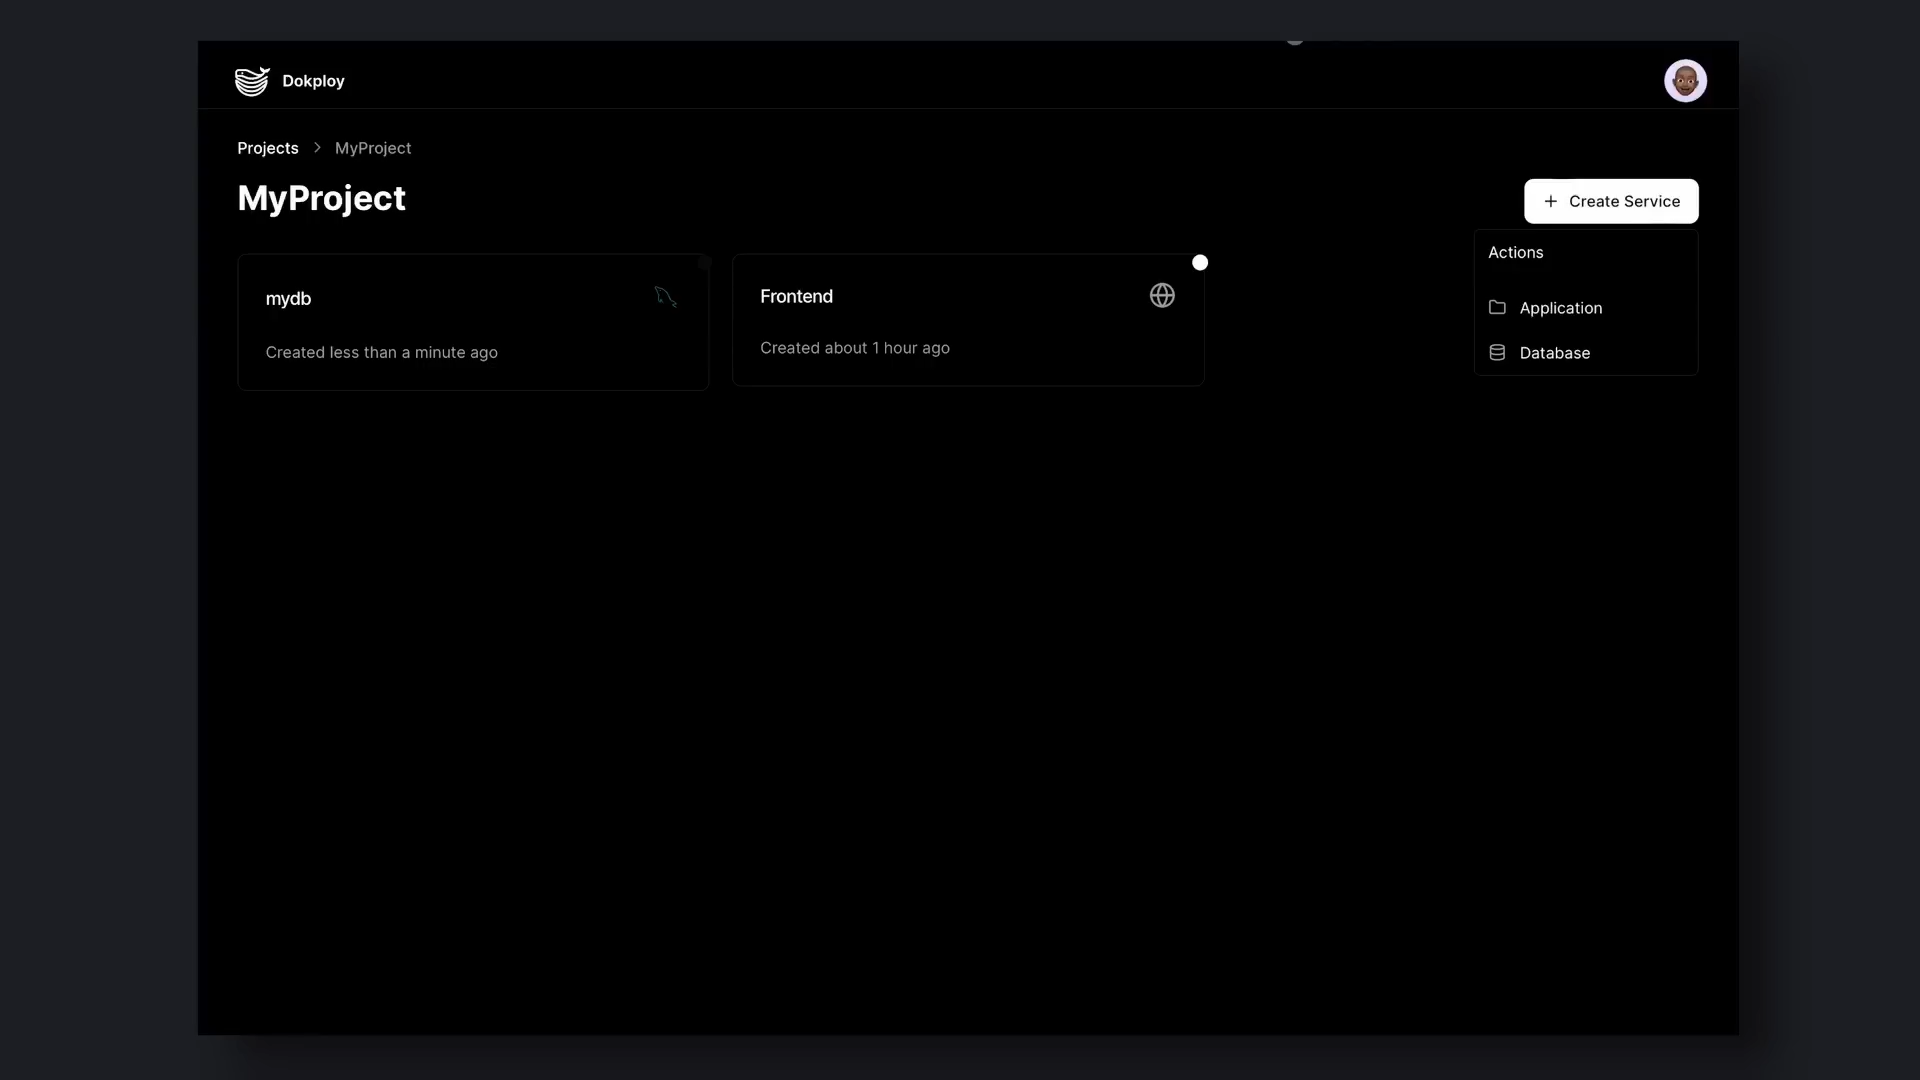 Dokploy
Projects > MyProject
MyProject
+ Create Service
Actions
Application
Database
mydb
Created less than a minute ago
Frontend
Created about 1 hour ago